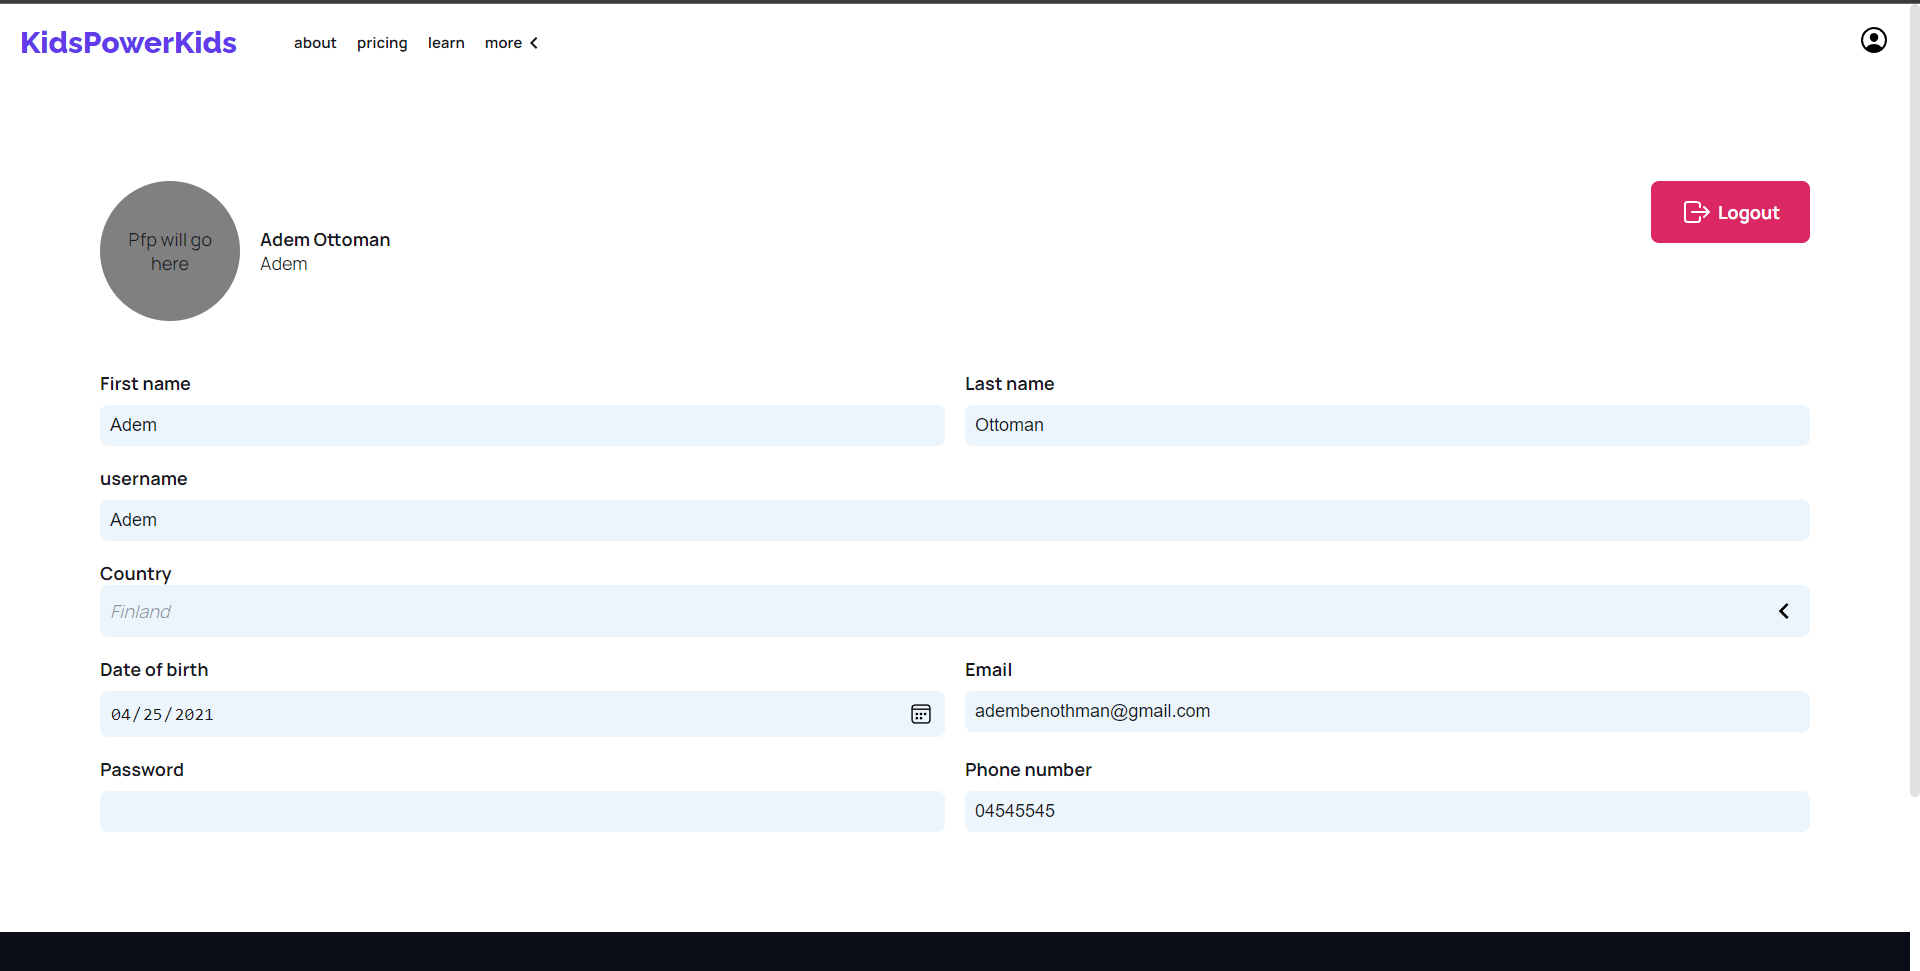 KidsPowerKids about pricing learn more
Pfp will go
here
Adem Ottoman
Adem
Logout
First name
Adem
Last name
Ottoman
username
Adem
Country
Finland
Date of birth
04/25/2021
Email
adembenothman@gmail.com
Password
Phone number
04545545